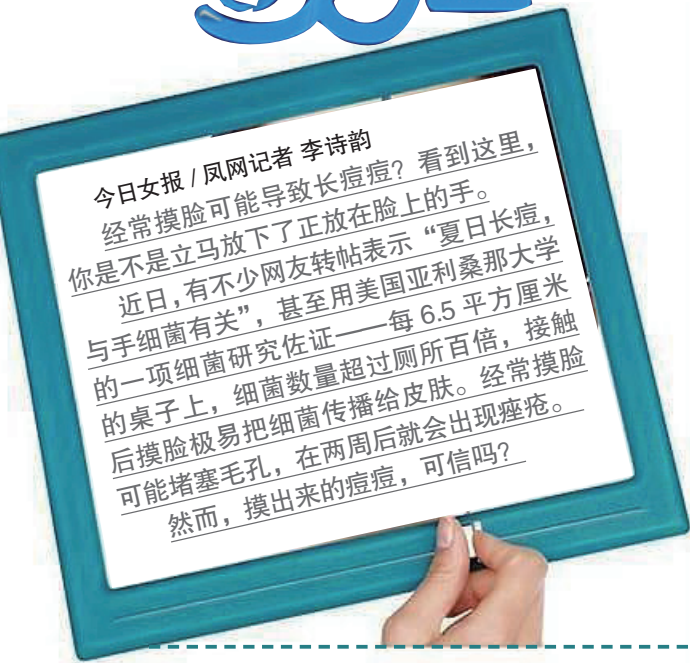 今日女报 / 凤网记者 李诗韵
经常摸脸可能导致长痘痘？看到这里，
你是不是立马放下了正放在脸上的手。
近日，有不少网友转帖表示“夏日长痘，
与手细菌有关”，甚至用美国亚利桑那大学
的一项细菌研究佐证——每 6.5 平方厘米
的桌子上，细菌数量超过厕所百倍，接触
后摸脸极易把细菌传播给皮肤。经常摸脸
可能堵塞毛孔，在两周后就会出现痤疮。
然而，摸出来的痘痘，可信吗？